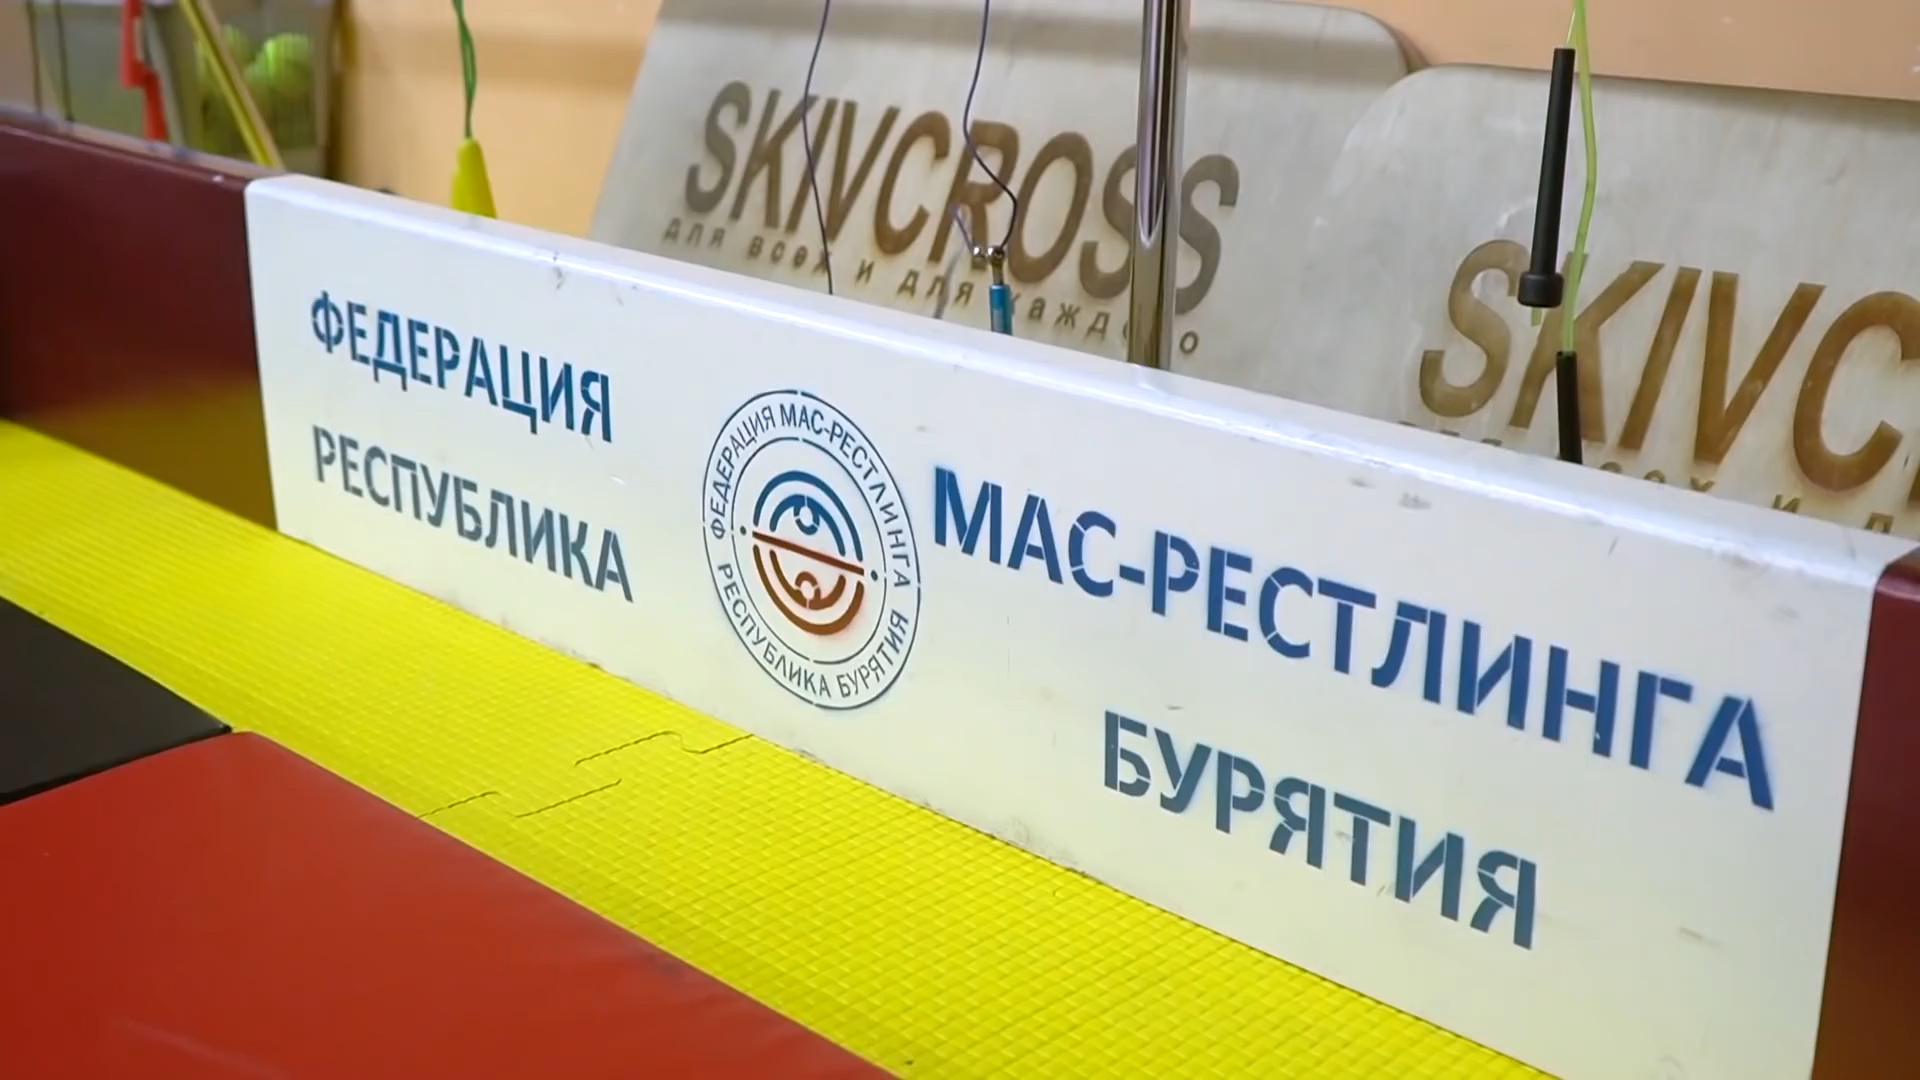 SKIVCROSS
для всех и для каждого
SKIVC
ФЕДЕРАЦИЯ МАС-РЕСТЛИНГА
РЕСПУБЛИКА БУРЯТИЯ
ФЕДЕРАЦИЯ МАС-РЕСТЛИНГА
РЕСПУБЛИКА БУРЯТИЯ